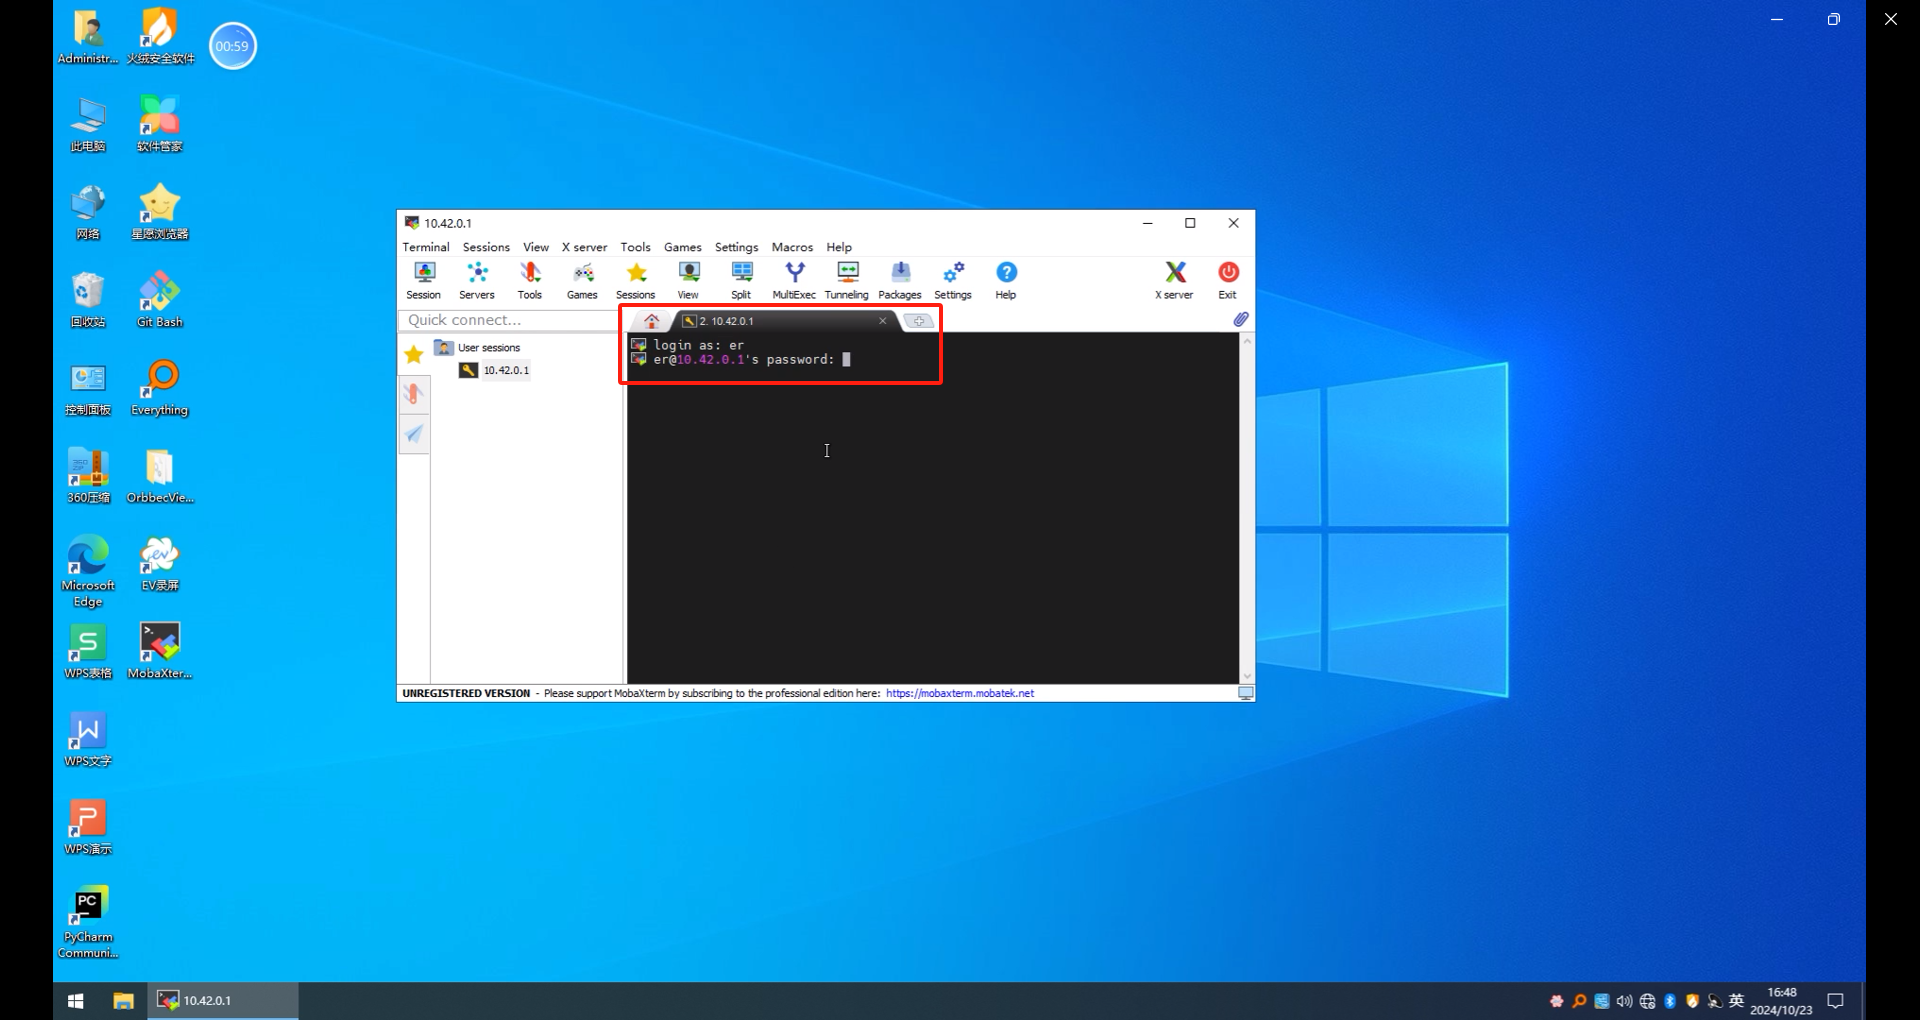 Administr...
火绒安全软件
00:59
此电脑
软件管家
网络
星愿浏览器
回收站
Git Bash
控制面板
Everything
360压缩
OrbbecVie...
Microsoft
Edge
EV录屏
WPS表格
MobaXter...
WPS文字
WPS演示
PyCharm
Communi...
10.42.0.1
Terminal Sessions View X server Tools Games Settings Macros Help
Session Servers Tools Games Sessions View Split MultiExec Tunneling Packages Settings Help X server Exit
Quick connect...
2. 10.42.0.1
User sessions
10.42.0.1
login as: er
er@10.42.0.1's password:
UNREGISTERED VERSION - Please support MobaXterm by subscribing to the professional edition here: https://mobaxterm.mobatek.net
10.42.0.1
英
16:48
2024/10/23